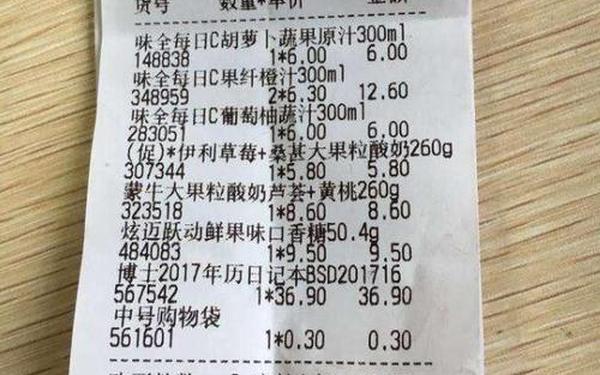 货号 数量*单价 金额
味全每日C胡萝卜蔬果原汁300ml
148838 1*6.00 6.00
味全每日C果纤橙汁300ml
348959 2*6.30 12.60
味全每日C葡萄柚蔬汁300ml
283051 1*6.00 6.00
(促)*伊利草莓+桑葚大果粒酸奶260g
307344 1*5.80 5.80
蒙牛大果粒酸奶芦荟+黄桃260g
323518 1*8.60 8.60
炫迈跃动鲜果味口香糖50.4g
484083 1*9.50 9.50
博士2017年历日记本BSD201716
567542 1*36.90 36.90
中号购物袋
561601 1*0.30 0.30